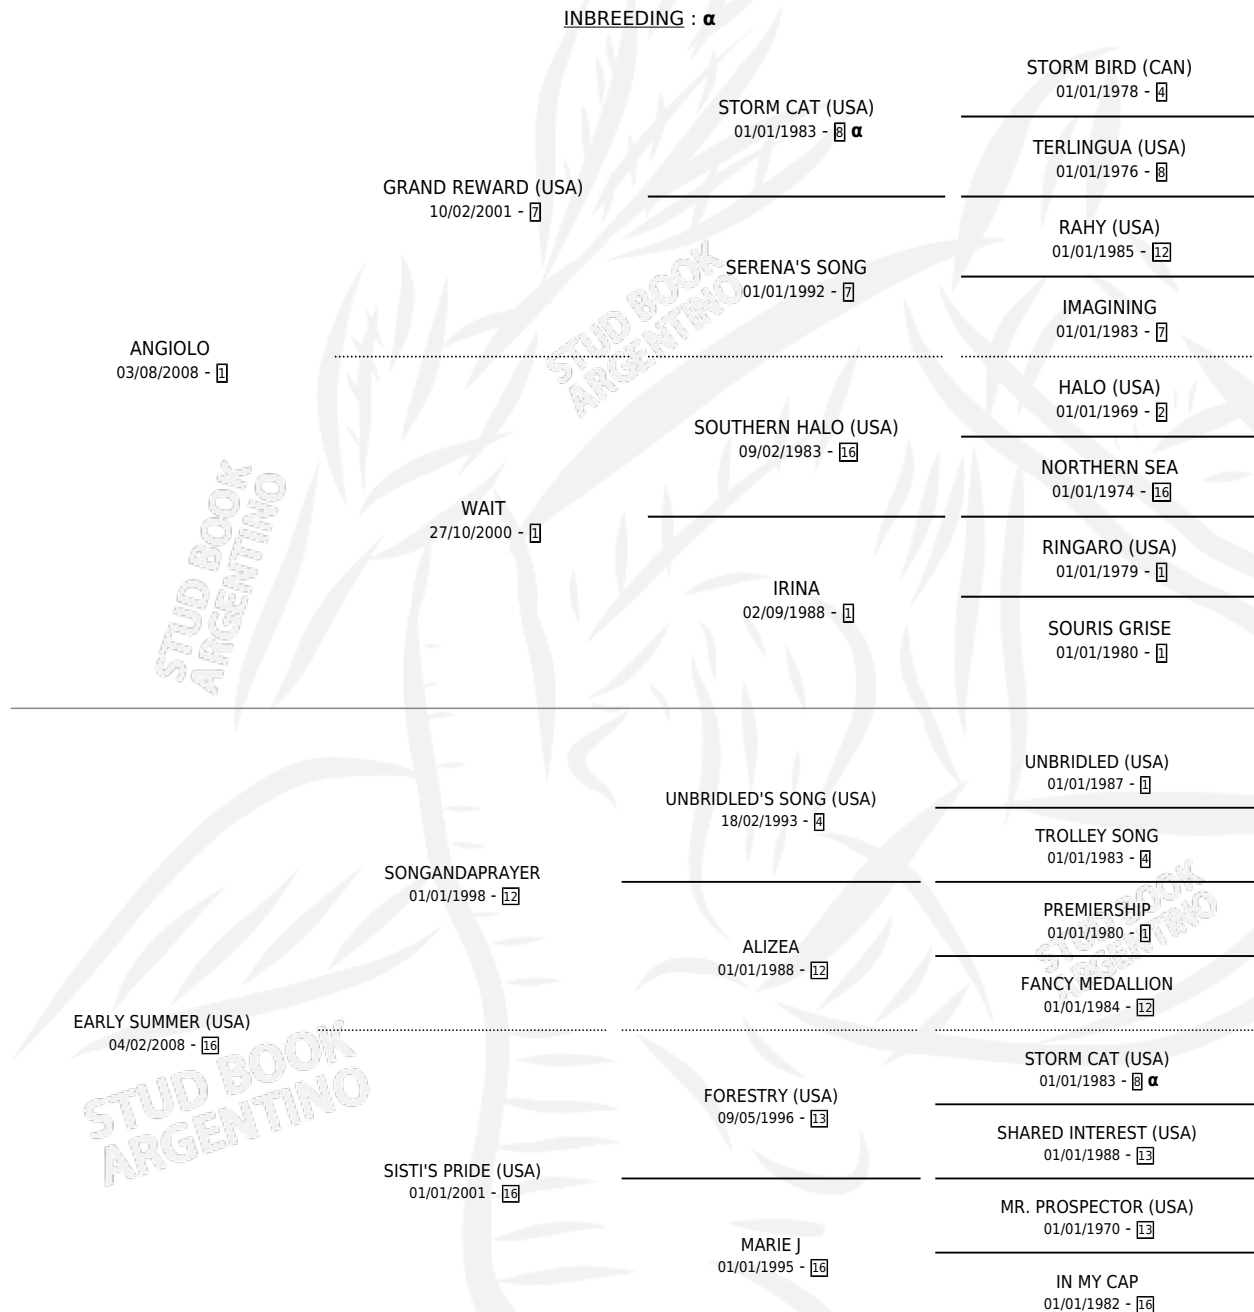 INBREEDING : α
STORM BIRD (CAN)
01/01/1978 - 4
STORM CAT (USA)
01/01/1983 - 8 α
TERLINGUA (USA)
01/01/1976 - 8
GRAND REWARD (USA)
10/02/2001 - 7
RAHY (USA)
01/01/1985 - 12
SERENA'S SONG
01/01/1992 - 7
IMAGINING
01/01/1983 - 7
ANGIOLO
03/08/2008 - 1
HALO (USA)
01/01/1969 - 2
SOUTHERN HALO (USA)
09/02/1983 - 16
NORTHERN SEA
01/01/1974 - 16
WAIT
27/10/2000 - 1
RINGARO (USA)
01/01/1979 - 1
IRINA
02/09/1988 - 1
SOURIS GRISE
01/01/1980 - 1
UNBRIDLED (USA)
01/01/1987 - 1
UNBRIDLED'S SONG (USA)
18/02/1993 - 4
TROLLEY SONG
01/01/1983 - 4
SONGANDAPRAYER
01/01/1998 - 12
PREMIERSHIP
01/01/1980 - 1
ALIZEA
01/01/1988 - 12
FANCY MEDALLION
01/01/1984 - 12
EARLY SUMMER (USA)
04/02/2008 - 16
STORM CAT (USA)
01/01/1983 - 8 α
FORESTRY (USA)
09/05/1996 - 13
SHARED INTEREST (USA)
01/01/1988 - 13
SISTI'S PRIDE (USA)
01/01/2001 - 16
MR. PROSPECTOR (USA)
01/01/1970 - 13
MARIE J
01/01/1995 - 16
IN MY CAP
01/01/1982 - 16
STUD BOOK
ARGENTINO
STUD BOOK
ARGENTINO
STUD BOOK
ARGENTINO
STUD BOOK
ARGENTINO